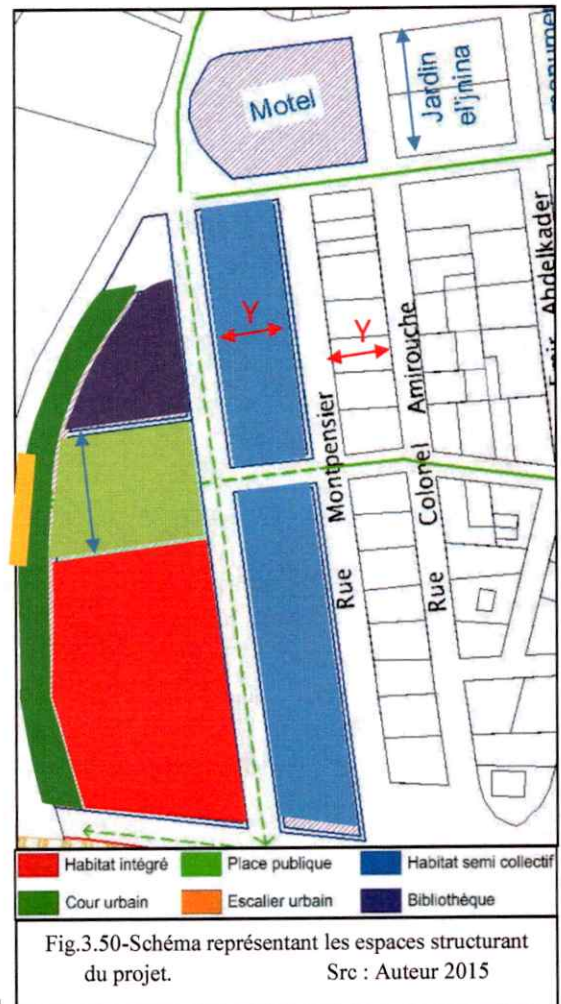 Motel
Jardin
el'jnina
Y
Y
Rue Montpensier
Rue Colonel Amirouche
Abdelkader
Habitat intégré
Place publique
Habitat semi collectif
Cour urbain
Escalier urbain
Bibliothèque
Fig.3.50-Schéma représentant les espaces structurant
du projet. Src : Auteur 2015